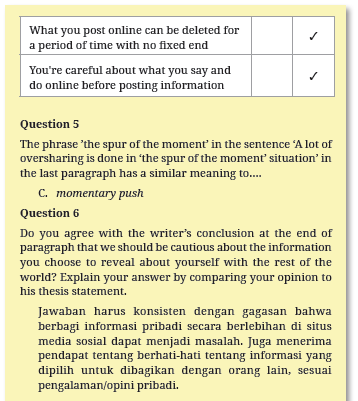 What you post online can be deleted for
a period of time with no fixed end
✓
You're careful about what you say and
do online before posting information
✓
Question 5
The phrase 'the spur of the moment' in the sentence 'A lot of
oversharing is done in 'the spur of the moment' situation' in
the last paragraph has a similar meaning to....
C. momentary push
Question 6
Do you agree with the writer's conclusion at the end of
paragraph that we should be cautious about the information
you choose to reveal about yourself with the rest of the
world? Explain your answer by comparing your opinion to
his thesis statement.
Jawaban harus konsisten dengan gagasan bahwa
berbagi informasi pribadi secara berlebihan di situs
media sosial dapat menjadi masalah. Juga menerima
pendapat tentang berhati-hati tentang informasi yang
dipilih untuk dibagikan dengan orang lain, sesuai
pengalaman/opini pribadi.